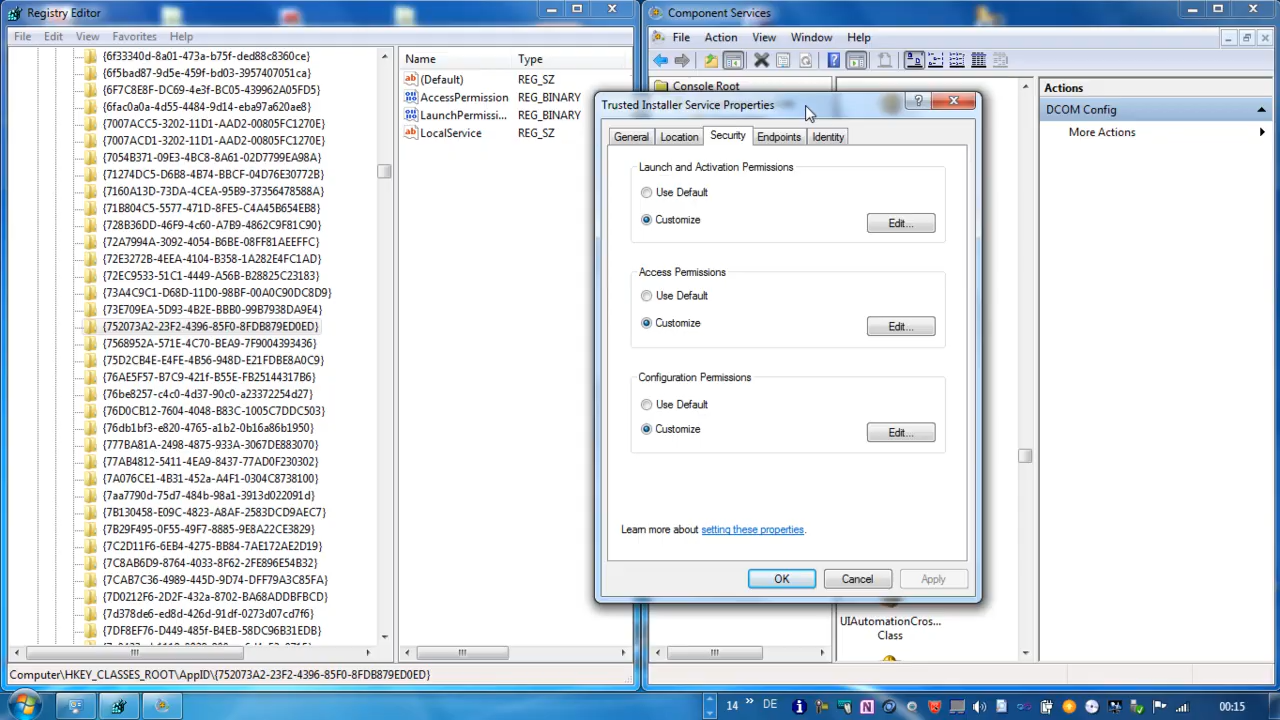 Registry Editor
File Edit View Favorites Help
{6f33340d-8a01-473a-b75f-ded88c8360ce}
{6f5bad87-9d5e-459f-bd03-3957407051ca}
{6F7C8E8F-DC69-4e3f-BC05-439962A05FD5}
{6fac0a9e-4d55-4484-9d14-eba97ea620ae8}
{7007ACC5-3202-11D1-AAD2-00805FC1270E}
{7007ACD1-3202-11D1-AAD2-00805FC1270E}
{7054B371-09E3-4BC8-8A61-02D7799EA98A}
{71274DC5-D6B8-4D74-BBCF-04D76E30772B}
{7160A13D-73DA-4CEA-95B9-37356478588A}
{71B804C5-5577-471D-8FE5-C4A45B654EB8}
{728B36DD-46F9-4c60-A7B9-4862C9F81C90}
{72A7994A-3092-4054-B6BE-08FF81AEEFFC}
{72E3272B-4EEA-4104-B358-1A282E4FC1AD}
{72EC9533-51C1-4449-A56B-B28825C23183}
{73A4C9C1-D68D-11D0-98BF-00A0C90DC8D9}
{73E709EA-5D93-4B2E-BBB0-99B7938DA9E4}
{752073A2-23F2-4396-85F0-8FDB879ED0ED}
{7568952A-571E-4C70-BEA1-7F9004393436}
{75D2CB4E-E4FE-4B56-948D-E21FDBE8A0C9}
{76AE5F57-B7C9-421f-B55E-FB25144317B6}
{76be8257-c4c0-4d37-90c0-a23372254d27}
{76D0CB12-7604-4048-B83C-1005C7DDC503}
{76db1bf3-e820-4765-a1b2-0b16a86b1950}
{777BA81A-2498-4875-933A-3067DE883070}
{77AB4812-5411-4EA9-8437-77AD0F230302}
{7A076CE1-4B31-452a-A4F1-0304C8738100}
{7aa7790d-75d7-484b-98a1-3913d022091d}
{7B130458-E09C-4823-A8AF-2583DCD9AEC7}
{7B29F495-0F55-49F7-8885-9E8A22CE3829}
{7C2D11F6-6EB4-4275-BB84-7AE172AE2D19}
{7C8AB6D9-E764-4C8F-8623-2FE26DFEE8FD}
{7CAB7C36-4989-445D-9D74-DFF79A3C85FA}
{7D0212F6-2D1F-432a-8702-BA68ADDBFBCD}
{7d378de6-ed8d-426d-91df-0273d07cd7f6}
{7DF8EF76-D449-485f-B4EB-58DC96B31EDB}
Name Type
(Default) REG_SZ
AccessPermission REG_BINARY
LaunchPermissi... REG_BINARY
LocalService REG_SZ
Computer\HKEY_CLASSES_ROOT\AppID\{752073A2-23F2-4396-85F0-8FDB879ED0ED}
Component Services
File Action View Window Help
Console Root
Actions
DCOM Config
More Actions
Trusted Installer Service Properties
General Location Security Endpoints Identity
Launch and Activation Permissions
Use Default
Customize
Edit...
Access Permissions
Use Default
Customize
Edit...
Configuration Permissions
Use Default
Customize
Edit...
Learn more about setting these properties.
OK Cancel Apply
UIAutomationCros...
Class
14 » DE 00:15